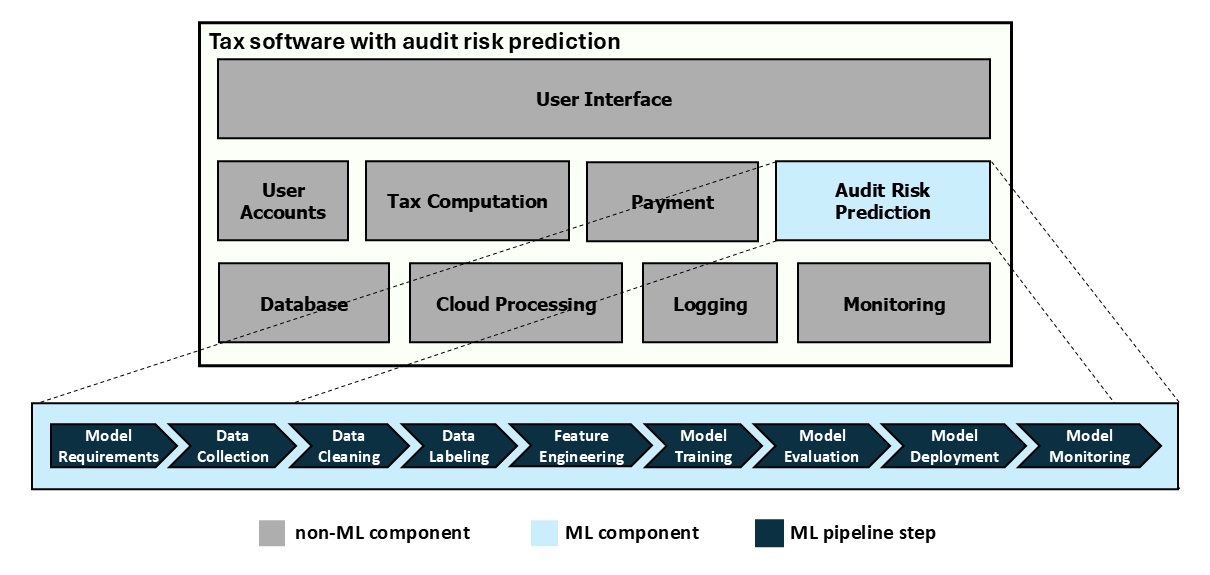 Tax software with audit risk prediction
User Interface
User
Accounts
Tax Computation
Payment
Audit Risk
Prediction
Database
Cloud Processing
Logging
Monitoring
Model
Requirements
Data
Collection
Data
Cleaning
Data
Labeling
Feature
Engineering
Model
Training
Model
Evaluation
Model
Deployment
Model
Monitoring
non-ML component
ML component
ML pipeline step